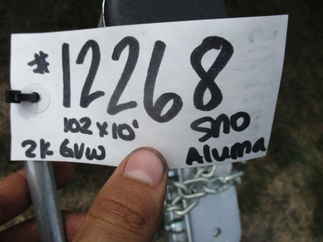 # 12268
102 x 10' Sno
2K GVW Aluma